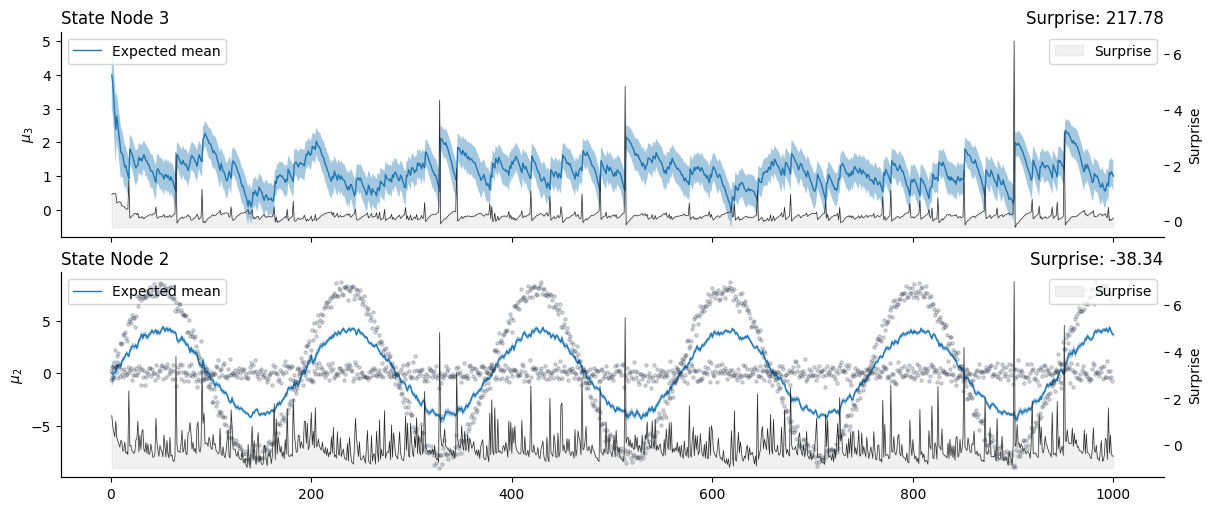 State Node 3
Surprise: 217.78
Expected mean
Surprise
5
4
3
2
1
0
μ3
6
4
2
0
Surprise
State Node 2
Surprise: -38.34
Expected mean
Surprise
5
0
−5
μ2
6
4
2
0
Surprise
0
200
400
600
800
1000